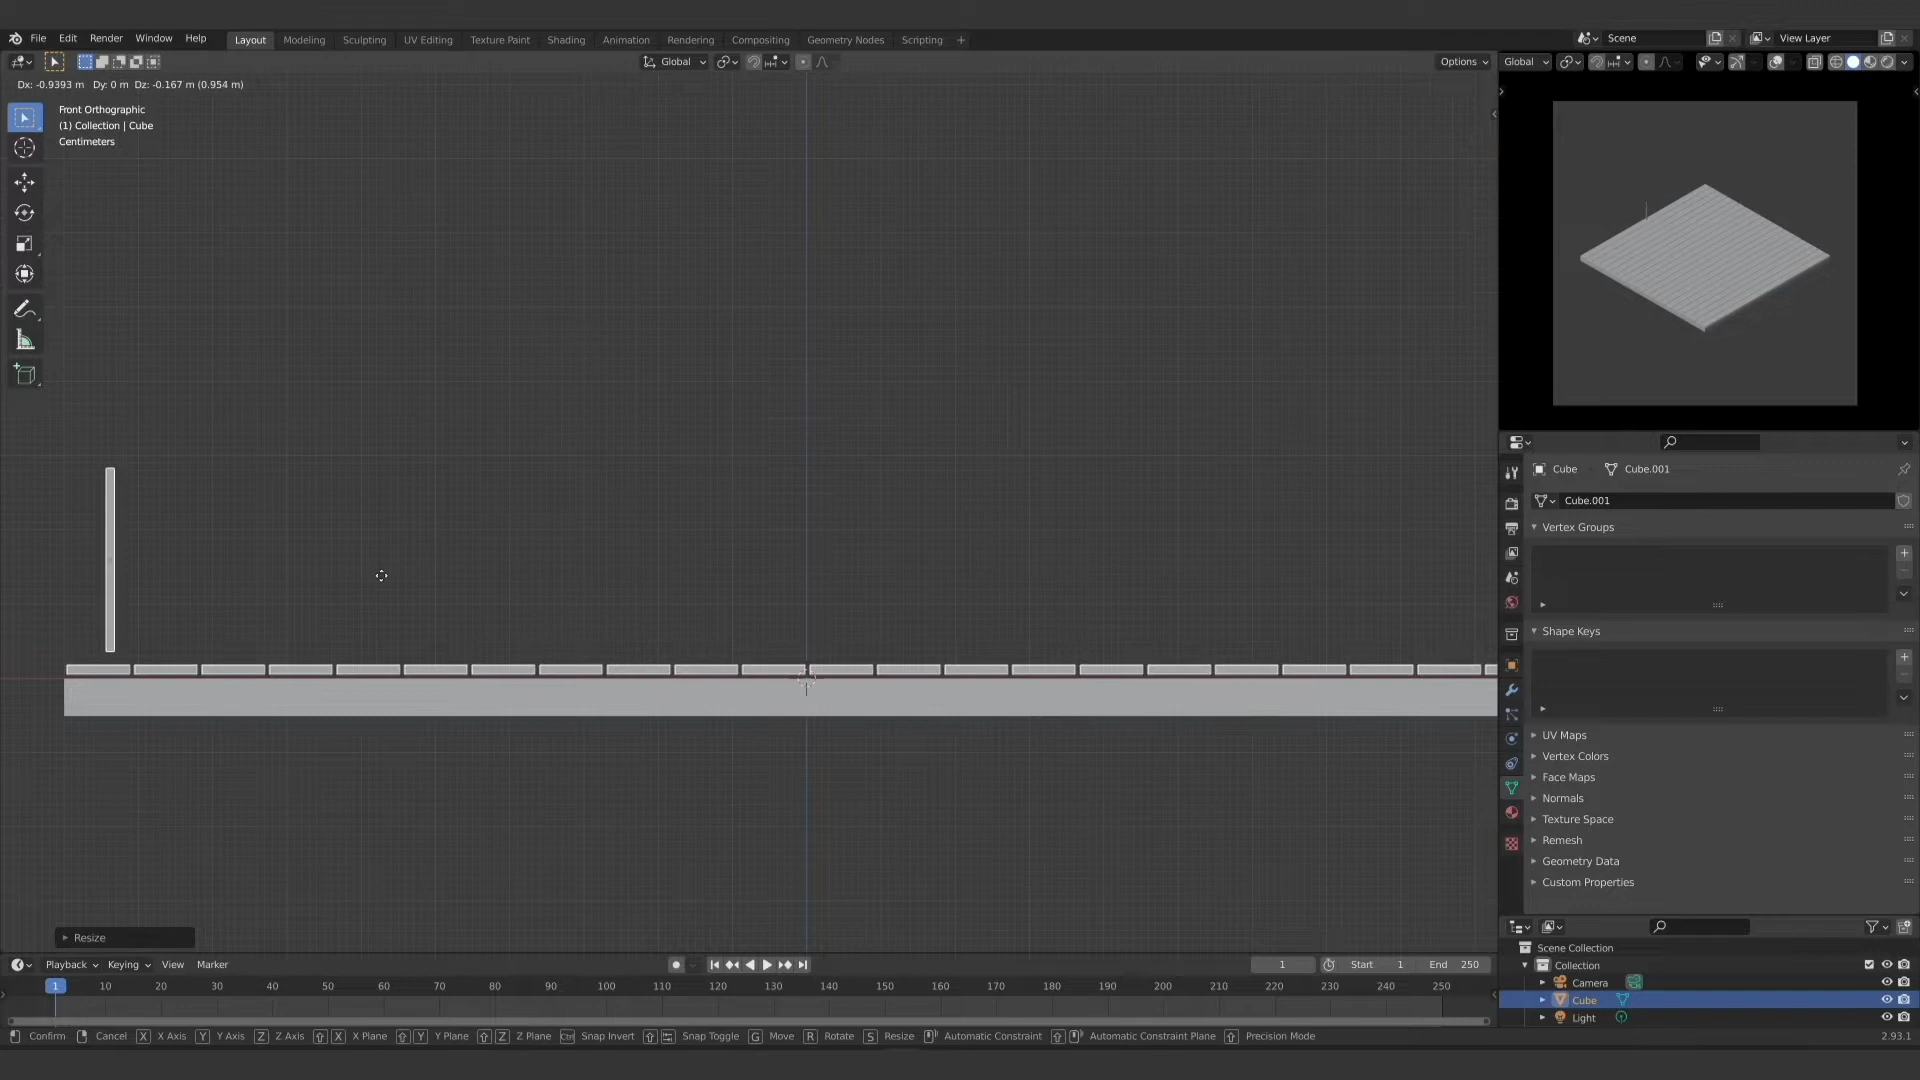 File Edit Render Window Help Layout Modeling Sculpting UV Editing Texture Paint Shading Animation Rendering Compositing Geometry Nodes Scripting + Scene View Layer
Global Options Global
Dx: -0.9393 m Dy: 0 m Dz: -0.167 m (0.954 m)
Front Orthographic
(1) Collection | Cube
Centimeters
Cube Cube.001
Cube.001
Vertex Groups
Shape Keys
UV Maps
Vertex Colors
Face Maps
Normals
Texture Space
Remesh
Geometry Data
Custom Properties
Resize
Scene Collection
Collection
Camera
Cube
Light
Playback Keying View Marker 1 Start 1 End 250
1 10 20 30 40 50 60 70 80 90 100 110 120 130 140 150 160 170 180 190 200 210 220 230 240 250
Confirm Cancel X X Axis Y Y Axis Z Z Axis X X Plane Y Y Plane Z Z Plane Ctrl Snap Invert Snap Toggle G Move R Rotate S Resize Automatic Constraint Automatic Constraint Plane Precision Mode 2.93.1